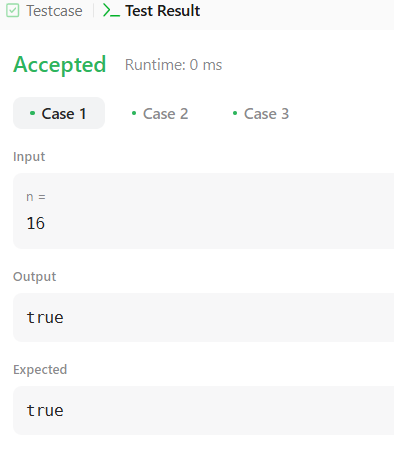 Testcase >_ Test Result
Accepted Runtime: 0 ms
• Case 1 • Case 2 • Case 3
Input
n =
16
Output
true
Expected
true